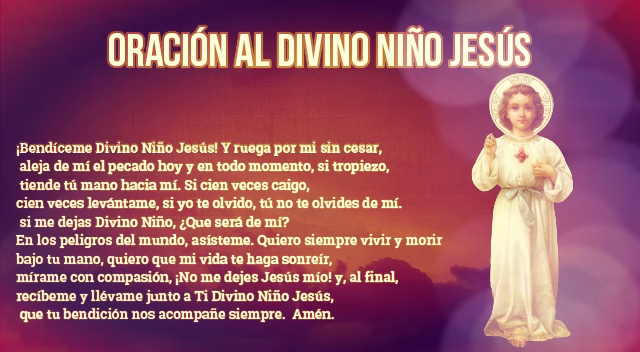 ORACIÓN AL DIVINO NIÑO JESÚS
¡Bendíceme Divino Niño Jesús! Y ruega por mi sin cesar,
aleja de mí el pecado hoy y en todo momento, si tropiezo,
tiende tú mano hacia mí. Si cien veces caigo,
cien veces levántame, si yo te olvido, tú no te olvides de mí.
si me dejas Divino Niño, ¿Que será de mí?
En los peligros del mundo, asísteme. Quiero siempre vivir y morir
bajo tu mano, quiero que mi vida te haga sonreír,
mírame con compasión, ¡No me dejes Jesús mío! y, al final,
recíbeme y llévame junto a Ti Divino Niño Jesús,
que tu bendición nos acompañe siempre. Amén.